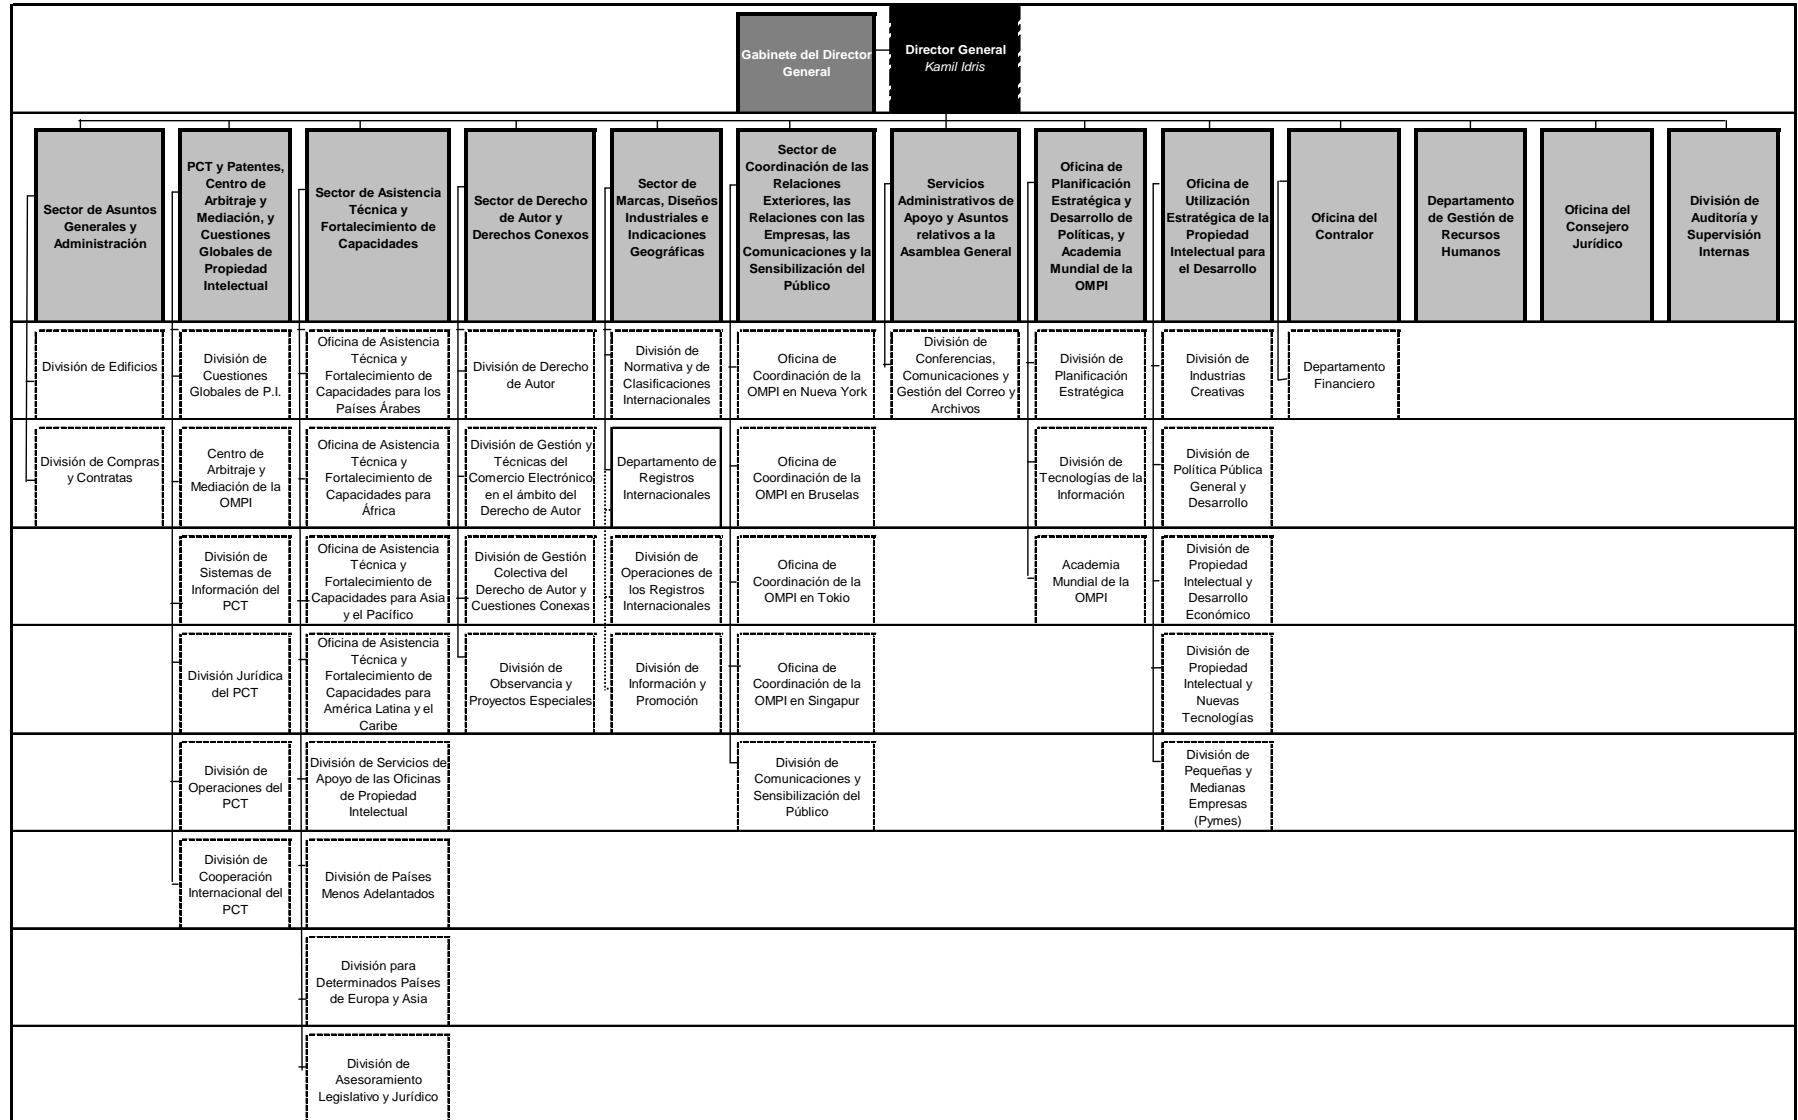 Gabinete del Director
General
Director General
Kamil Idris
Sector de Asuntos
Generales y
Administración
PCT y Patentes,
Centro de
Arbitraje y
Mediación, y
Cuestiones
Globales de
Propiedad
Intelectual
Sector de Asistencia
Técnica y
Fortalecimiento de
Capacidades
Sector de Derecho
de Autor y
Derechos Conexos
Sector de
Marcas, Diseños
Industriales e
Indicaciones
Geográficas
Sector de
Coordinación de las
Relaciones
Exteriores, las
Relaciones con las
Empresas, las
Comunicaciones y la
Sensibilización del
Público
Servicios
Administrativos de
Apoyo y Asuntos
relativos a la
Asamblea General
Oficina de
Planificación
Estratégica y
Desarrollo de
Políticas, y
Academia
Mundial de la
OMPI
Oficina de
Utilización
Estratégica de la
Propiedad
Intelectual para
el Desarrollo
Oficina del
Contralor
Departamento
de Gestión de
Recursos
Humanos
Oficina del
Consejero
Jurídico
División de
Auditoría y
Supervisión
Internas
División de Edificios
División de
Cuestiones
Globales de P.I.
Oficina de Asistencia
Técnica y
Fortalecimiento de
Capacidades para los
Países Árabes
División de Derecho
de Autor
División de
Normativa y de
Clasificaciones
Internacionales
Oficina de
Coordinación de la
OMPI en Nueva York
División de
Conferencias,
Comunicaciones y
Gestión del Correo y
Archivos
División de
Planificación
Estratégica
División de
Industrias
Creativas
Departamento
Financiero
División de Compras
y Contratas
Centro de
Arbitraje y
Mediación de la
OMPI
Oficina de Asistencia
Técnica y
Fortalecimiento de
Capacidades para
África
División de Gestión y
Técnicas del
Comercio Electrónico
en el ámbito del
Derecho de Autor
Departamento de
Registros
Internacionales
Oficina de
Coordinación de la
OMPI en Bruselas
División de
Tecnologías de la
Información
División de
Política Pública
General y
Desarrollo
División de
Sistemas de
Información del
PCT
Oficina de Asistencia
Técnica y
Fortalecimiento de
Capacidades para Asia
y el Pacífico
División de Gestión
Colectiva del
Derecho de Autor y
Cuestiones Conexas
División de
Operaciones de
los Registros
Internacionales
Oficina de
Coordinación de la
OMPI en Tokio
Academia
Mundial de la
OMPI
División de
Propiedad
Intelectual y
Desarrollo
Económico
División Jurídica
del PCT
Oficina de Asistencia
Técnica y
Fortalecimiento de
Capacidades para
América Latina y el
Caribe
División de
Observancia y
Proyectos Especiales
División de
Información y
Promoción
Oficina de
Coordinación de la
OMPI en Singapur
División de
Propiedad
Intelectual y
Nuevas
Tecnologías
División de
Operaciones del
PCT
División de Servicios de
Apoyo de las Oficinas
de Propiedad
Intelectual
División de
Comunicaciones y
Sensibilización del
Público
División de
Pequeñas y
Medianas
Empresas
(Pymes)
División de
Cooperación
Internacional del
PCT
División de Países
Menos Adelantados
División para
Determinados Países
de Europa y Asia
División de
Asesoramiento
Legislativo y Jurídico